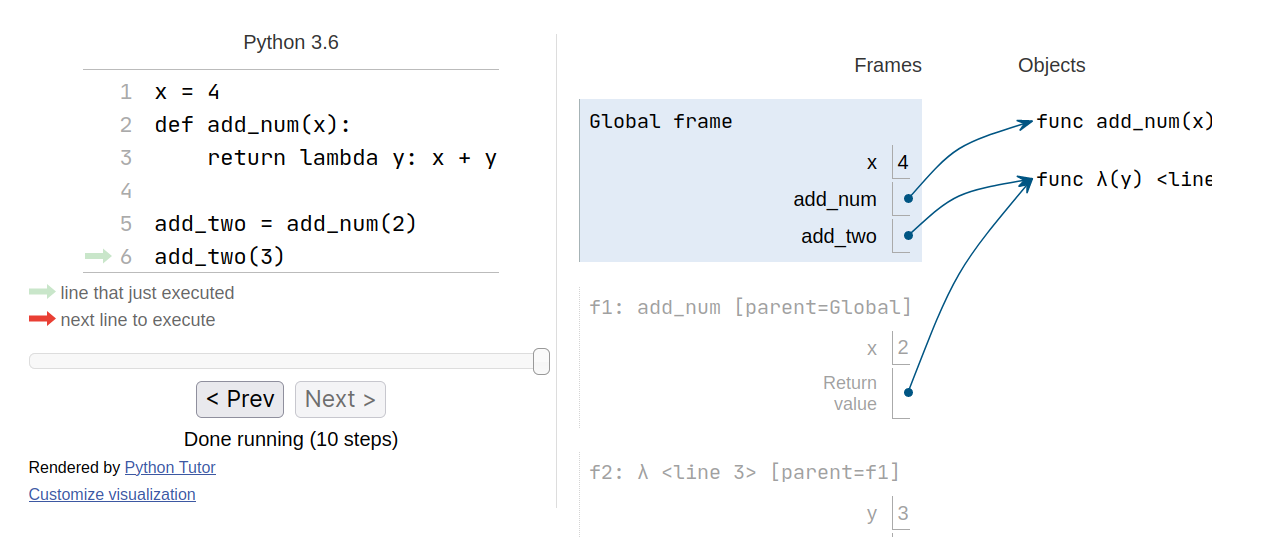 Python 3.6
1 x = 4
2 def add_num(x):
3     return lambda y: x + y
4
5 add_two = add_num(2)
6 add_two(3)
line that just executed
next line to execute
< Prev Next >
Done running (10 steps)
Rendered by Python Tutor
Customize visualization
Frames Objects
Global frame
x 4
add_num
add_two
func add_num(x)
func λ(y) <line
f1: add_num [parent=Global]
x 2
Return
value
f2: λ <line 3> [parent=f1]
y 3